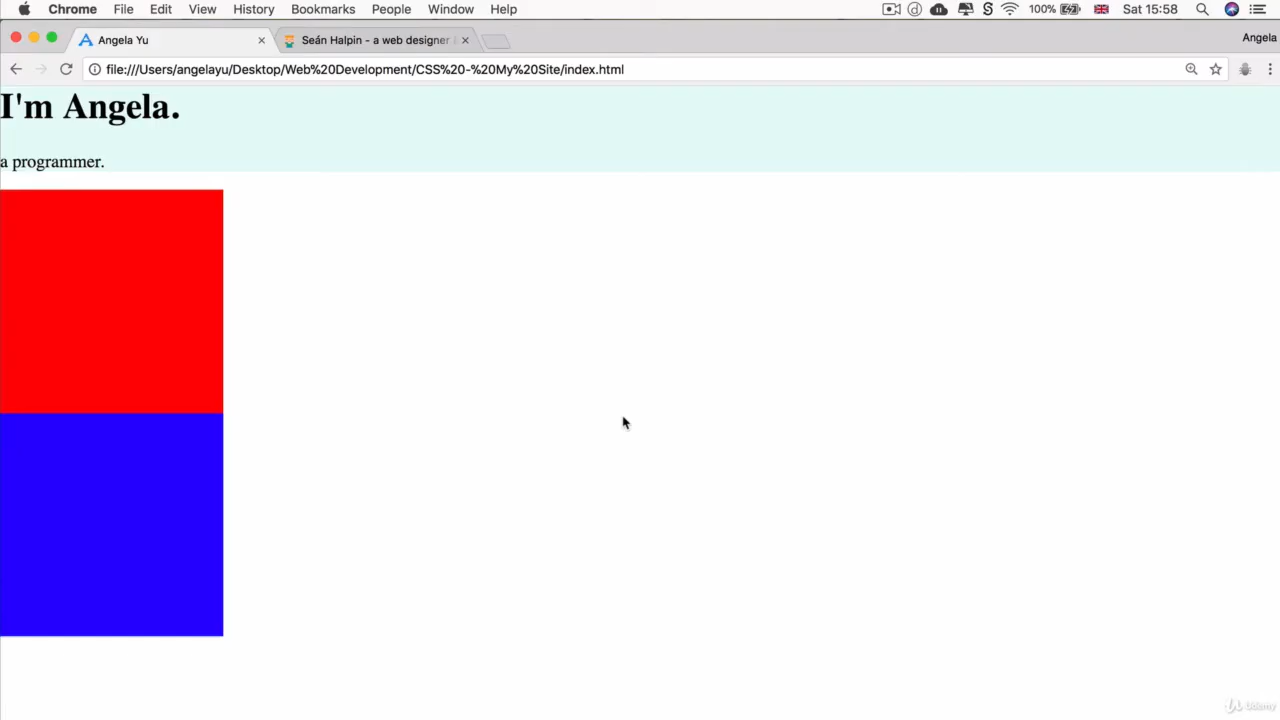 Chrome File Edit View History Bookmarks People Window Help 100% Sat 15:58
Angela Yu Seán Halpin - a web designer Angela
file:///Users/angelayu/Desktop/Web%20Development/CSS%20-%20My%20Site/index.html
I'm Angela.
a programmer.
Udemy